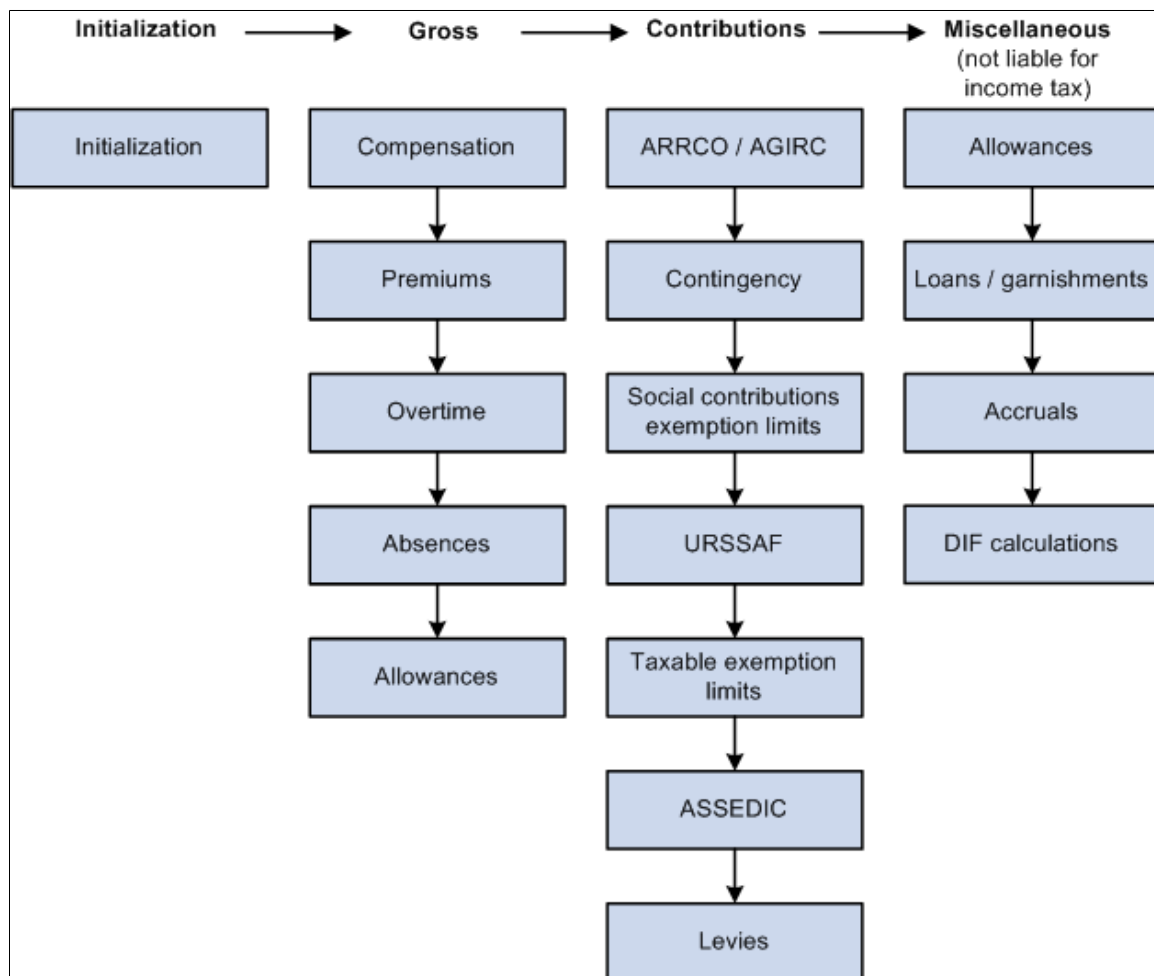 Initialization
Gross
Contributions
Miscellaneous
(not liable for
income tax)
Initialization
Compensation
ARRCO / AGIRC
Allowances
Premiums
Contingency
Loans / garnishments
Overtime
Social contributions
exemption limits
Accruals
Absences
URSSAF
DIF calculations
Allowances
Taxable exemption
limits
ASSEDIC
Levies